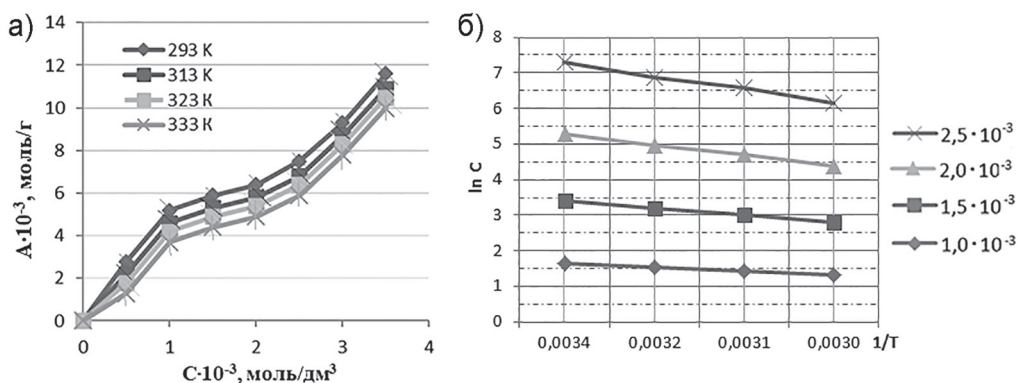 а)
14
12
10
8
6
4
2
0
А·10⁻³, моль/г
293 К
313 К
323 К
333 К
0 1 2 3 4
С·10⁻³, моль/дм³
б)
8
7
6
5
4
3
2
1
0
ln C
2,5 · 10⁻³
2,0 · 10⁻³
1,5 · 10⁻³
1,0 · 10⁻³
0,0034 0,0032 0,0031 0,0030 1/T